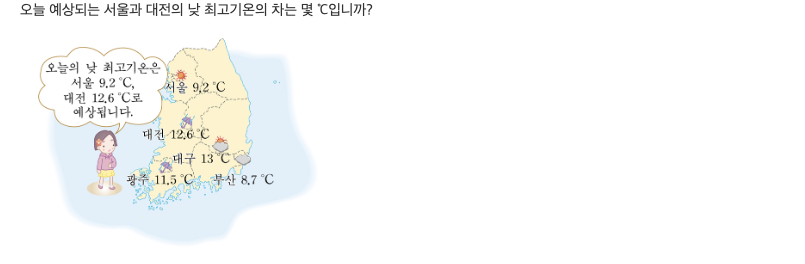 오늘 예상되는 서울과 대전의 낮 최고기온의 차는 몇 ℃입니까?
오늘의 낮 최고기온은
서울 9.2 ℃,
대전 12.6 ℃로
예상됩니다.
서울 9.2 ℃
대전 12.6 ℃
대구 13 ℃
광주 11.5 ℃
부산 8.7 ℃